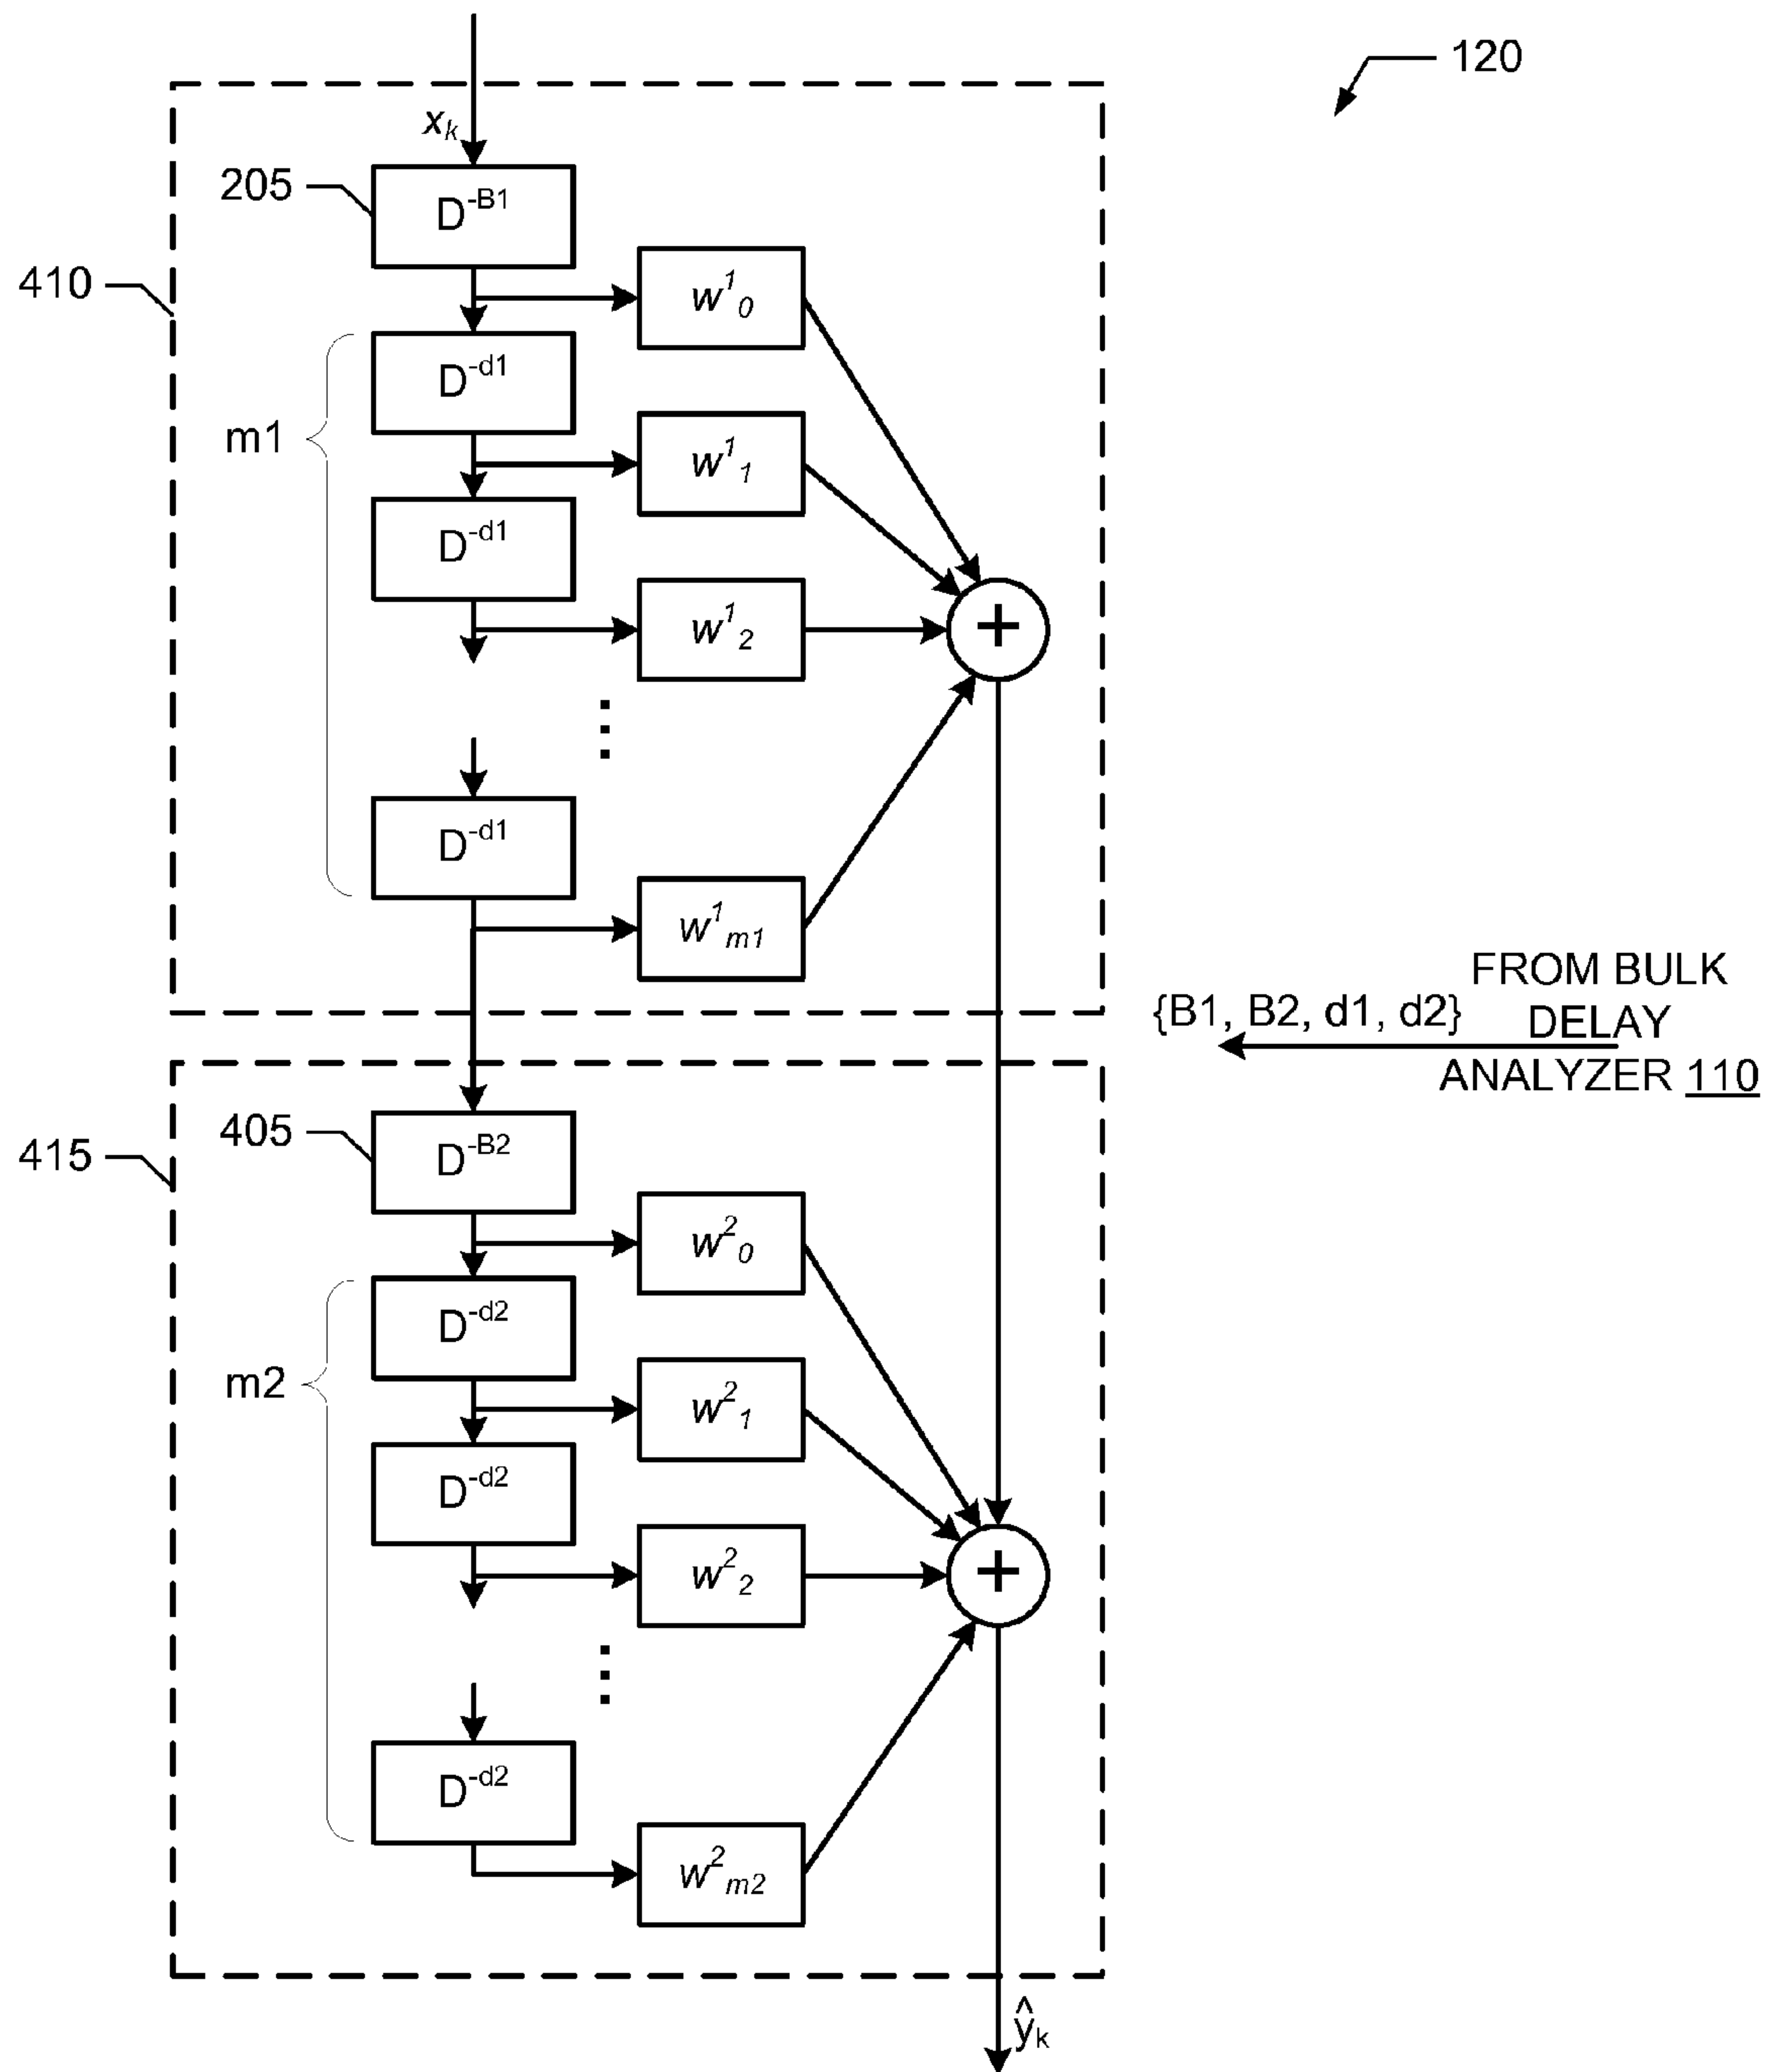 120
x_k
205
D^-B1
410
w^1_0
D^-d1
m1
w^1_1
D^-d1
w^1_2
D^-d1
w^1_m1
+
FROM BULK
{B1, B2, d1, d2} DELAY
ANALYZER 110
405
D^-B2
415
w^2_0
D^-d2
m2
w^2_1
D^-d2
w^2_2
D^-d2
w^2_m2
+
ŷ_k